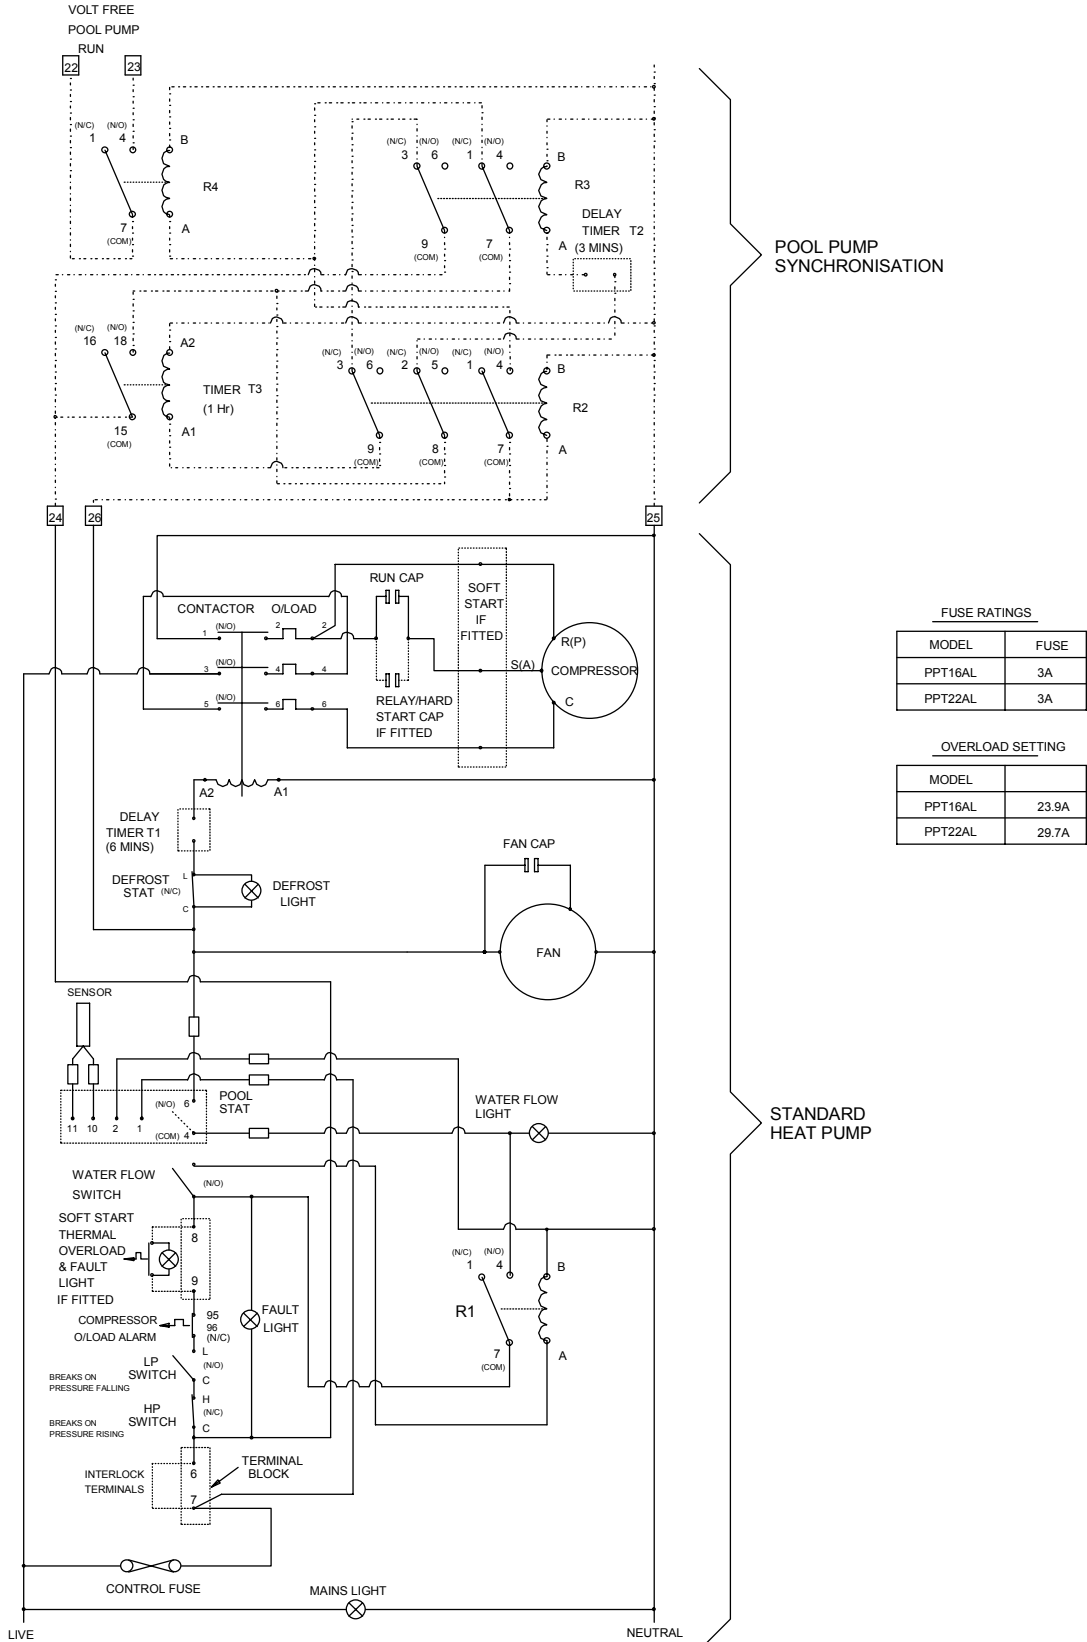 VOLT FREE
POOL PUMP
RUN
22
23
(N/C) (N/O)
1 4
B
R4
7
(COM)
A
(N/C) (N/O) (N/C) (N/O)
3 6 1 4
B
R3
DELAY
TIMER T2
(3 MINS)
9 7
(COM) (COM)
A
POOL PUMP
SYNCHRONISATION
(N/C) (N/O)
16 18
A2
TIMER T3
(1 Hr)
15
(COM)
A1
(N/C) (N/O) (N/C) (N/O) (N/C) (N/O)
3 6 2 5 1 4
B
R2
9 8 7
(COM) (COM) (COM)
A
24
26
25
RUN CAP
SOFT
START
IF
FITTED
CONTACTOR O/LOAD
1 (N/O) 2 2
3 (N/O) 4 4
5 (N/O) 6 6
R(P)
S(A)
COMPRESSOR
C
RELAY/HARD
START CAP
IF FITTED
FUSE RATINGS
MODEL FUSE
PPT16AL 3A
PPT22AL 3A
OVERLOAD SETTING
MODEL
PPT16AL 23.9A
PPT22AL 29.7A
A2 A1
DELAY
TIMER T1
(6 MINS)
DEFROST
STAT (N/C)
L
C
DEFROST
LIGHT
FAN CAP
FAN
SENSOR
POOL
STAT
(N/O) 6
11 10 2 1
(COM) 4
WATER FLOW
LIGHT
STANDARD
HEAT PUMP
WATER FLOW
SWITCH
(N/O)
SOFT START
THERMAL
OVERLOAD
& FAULT
LIGHT
IF FITTED
8
9
(N/C) (N/O)
1 4
B
R1
7
(COM)
A
FAULT
LIGHT
COMPRESSOR
O/LOAD ALARM
95
96
(N/C)
L
LP
SWITCH
(N/O)
C
BREAKS ON
PRESSURE FALLING
H
HP
SWITCH
(N/C)
C
BREAKS ON
PRESSURE RISING
INTERLOCK
TERMINALS
6
7
TERMINAL
BLOCK
CONTROL FUSE
MAINS LIGHT
LIVE
NEUTRAL